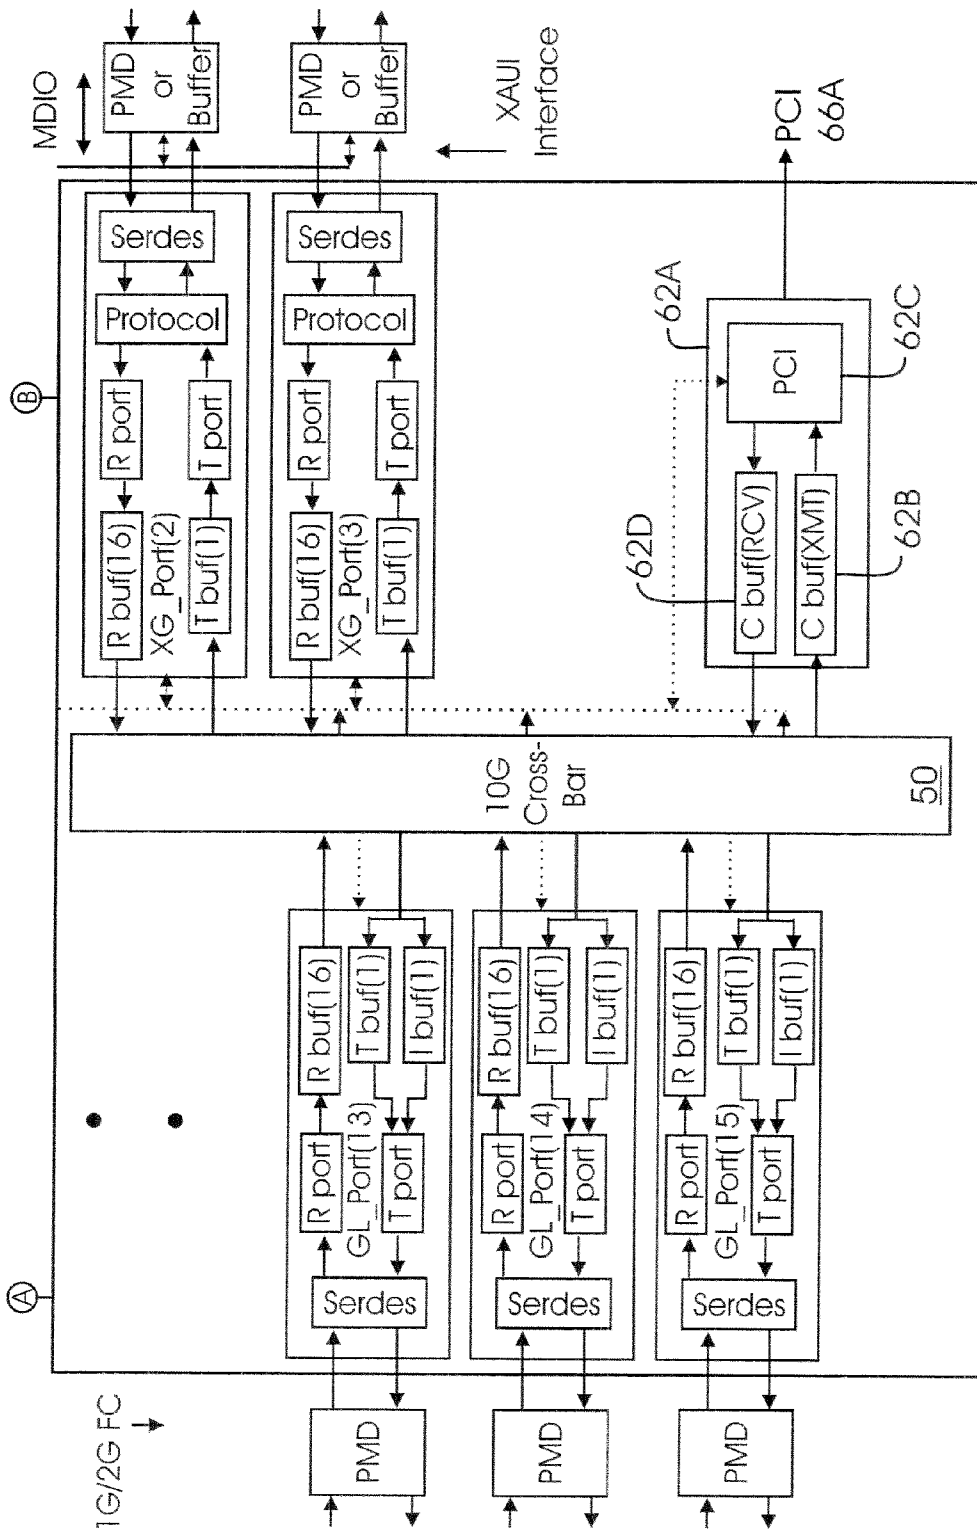 MDIO
PMD
or
Buffer
PMD
or
Buffer
XAUI
Interface
PCI
66A
Serdes
Protocol
R port
R buf(16)
XG_Port(2)
T buf(1)
T port
Serdes
Protocol
R port
R buf(16)
XG_Port(3)
T buf(1)
T port
B
62A
PCI
62C
62D
C buf(RCV)
C buf(XMT)
62B
10G
Cross-
Bar
50
R buf(16)
T buf(1)
I buf(1)
R port
GL_Port(13)
T port
Serdes
PMD
R buf(16)
T buf(1)
I buf(1)
R port
GL_Port(14)
T port
Serdes
PMD
R buf(16)
T buf(1)
I buf(1)
R port
GL_Port(15)
T port
Serdes
PMD
A
1G/2G FC